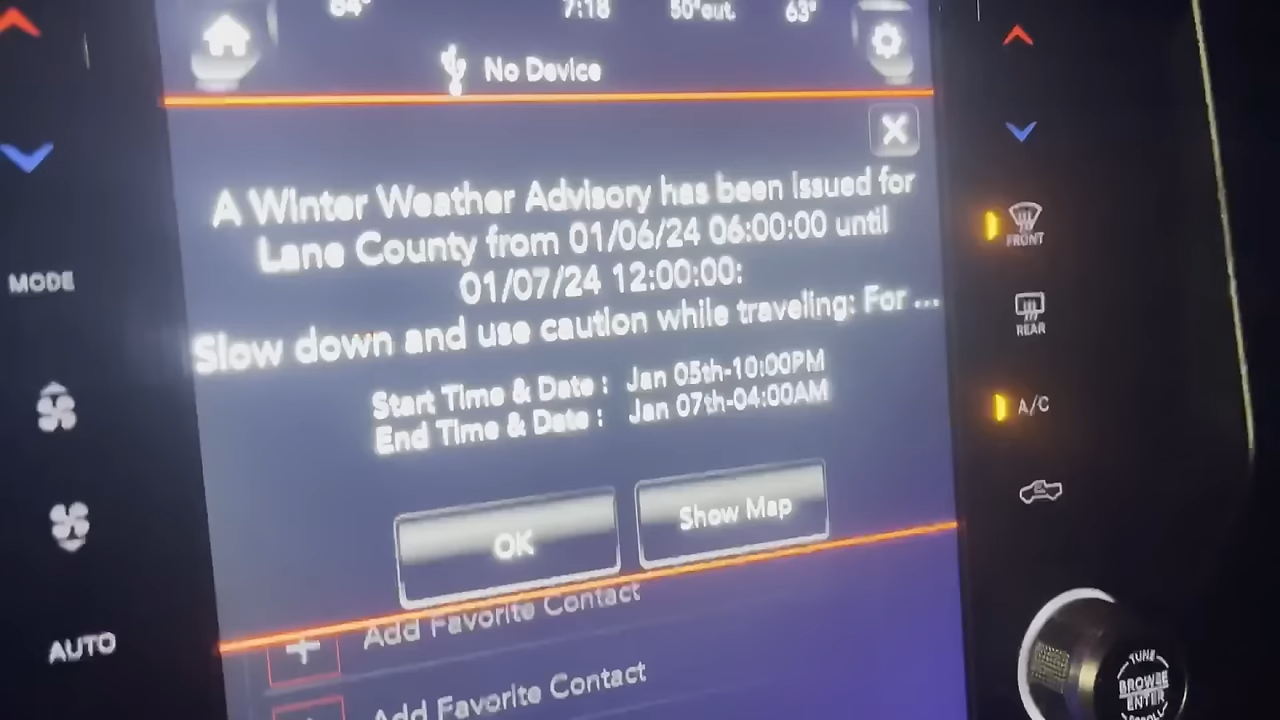 64°
7:18
50°out.
63°
No Device
X
A Winter Weather Advisory has been issued for
Lane County from 01/06/24 06:00:00 until
01/07/24 12:00:00:
Slow down and use caution while traveling: For ...
Start Time & Date : Jan 05th-10:00PM
End Time & Date : Jan 07th-04:00AM
OK
Show Map
Add Favorite Contact
Add Favorite Contact
MODE
AUTO
FRONT
REAR
A/C
TUNE
BROWSE
ENTER